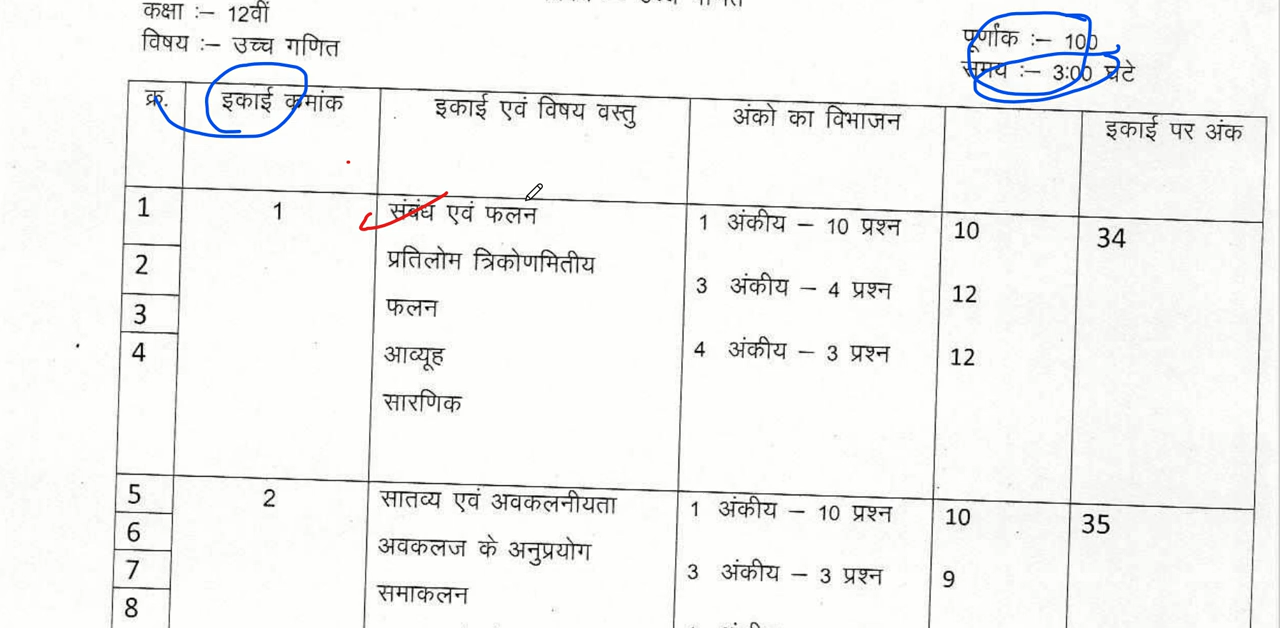 कक्षा :– 12वीं
विषय :– उच्च गणित
पूर्णांक :– 100
समय :– 3:00 घंटे
क्र. इकाई कमांक इकाई एवं विषय वस्तु अंको का विभाजन इकाई पर अंक
1 1 संबंध एवं फलन 1 अंकीय – 10 प्रश्न 10 34
2 प्रतिलोम त्रिकोणमितीय 3 अंकीय – 4 प्रश्न 12
3 फलन
4 आव्यूह 4 अंकीय – 3 प्रश्न 12
सारणिक
5 2 सातव्य एवं अवकलनीयता 1 अंकीय – 10 प्रश्न 10 35
6 अवकलज के अनुप्रयोग
7 3 अंकीय – 3 प्रश्न 9
8 समाकलन